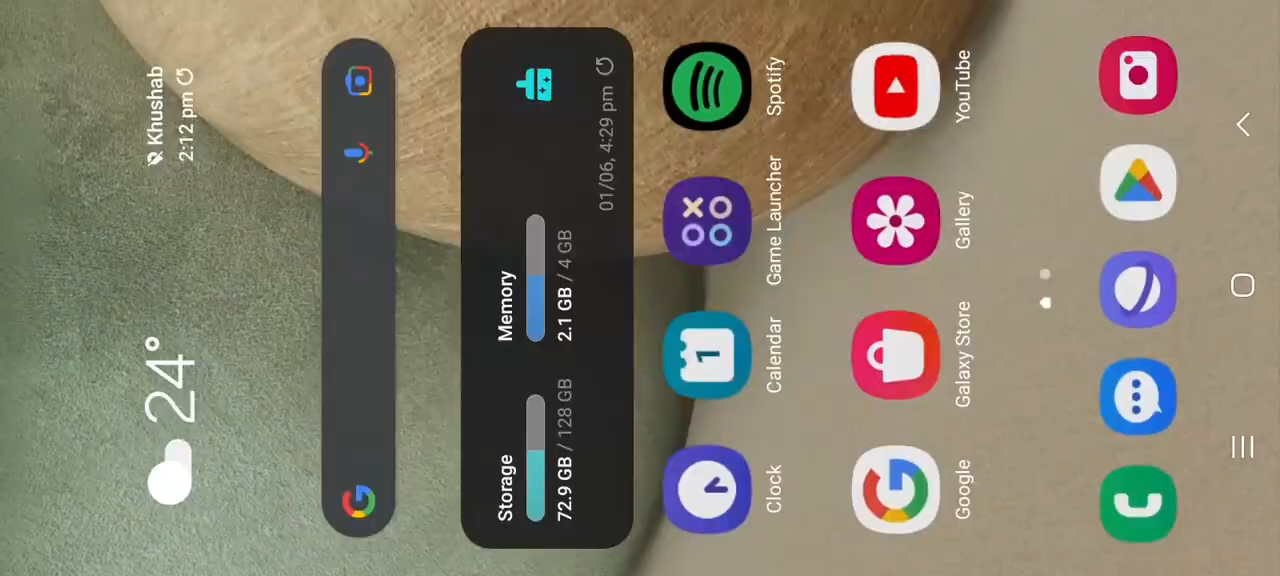 24°
Khushab
2:12 pm
Storage
72.9 GB / 128 GB
Memory
2.1 GB / 4 GB
01/06, 4:29 pm
Clock
Calendar
1
Game Launcher
Spotify
Google
Galaxy Store
Gallery
YouTube